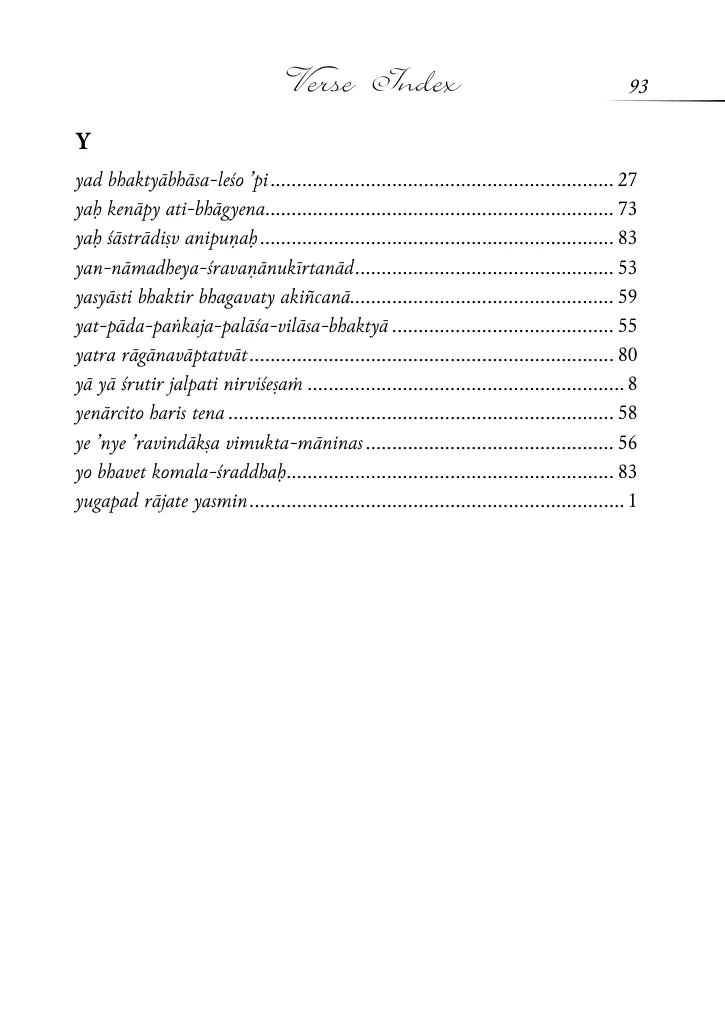 Verse Index 93
Y
yad bhaktyābhāsa-leśo ’pi ................................................................ 27
yaḥ kenāpy ati-bhāgyena................................................................ 73
yaḥ śāstrādiṣv anipuṇaḥ ................................................................ 83
yan-nāmadheya-śravaṇānukīrtanād................................................ 53
yasyāsti bhaktir bhagavaty akiñcanā................................................ 59
yat-pāda-paṅkaja-palāśa-vilāsa-bhaktyā .......................................... 55
yatra rāgānavāptatvāt.................................................................... 80
yā yā śrutir jalpati nirviśeṣaṁ ............................................................ 8
yenārcito haris tena ........................................................................ 58
ye ’nye ’ravindākṣa vimukta-māninas .............................................. 56
yo bhavet komala-śraddhaḥ............................................................ 83
yugapad rājate yasmin...................................................................... 1